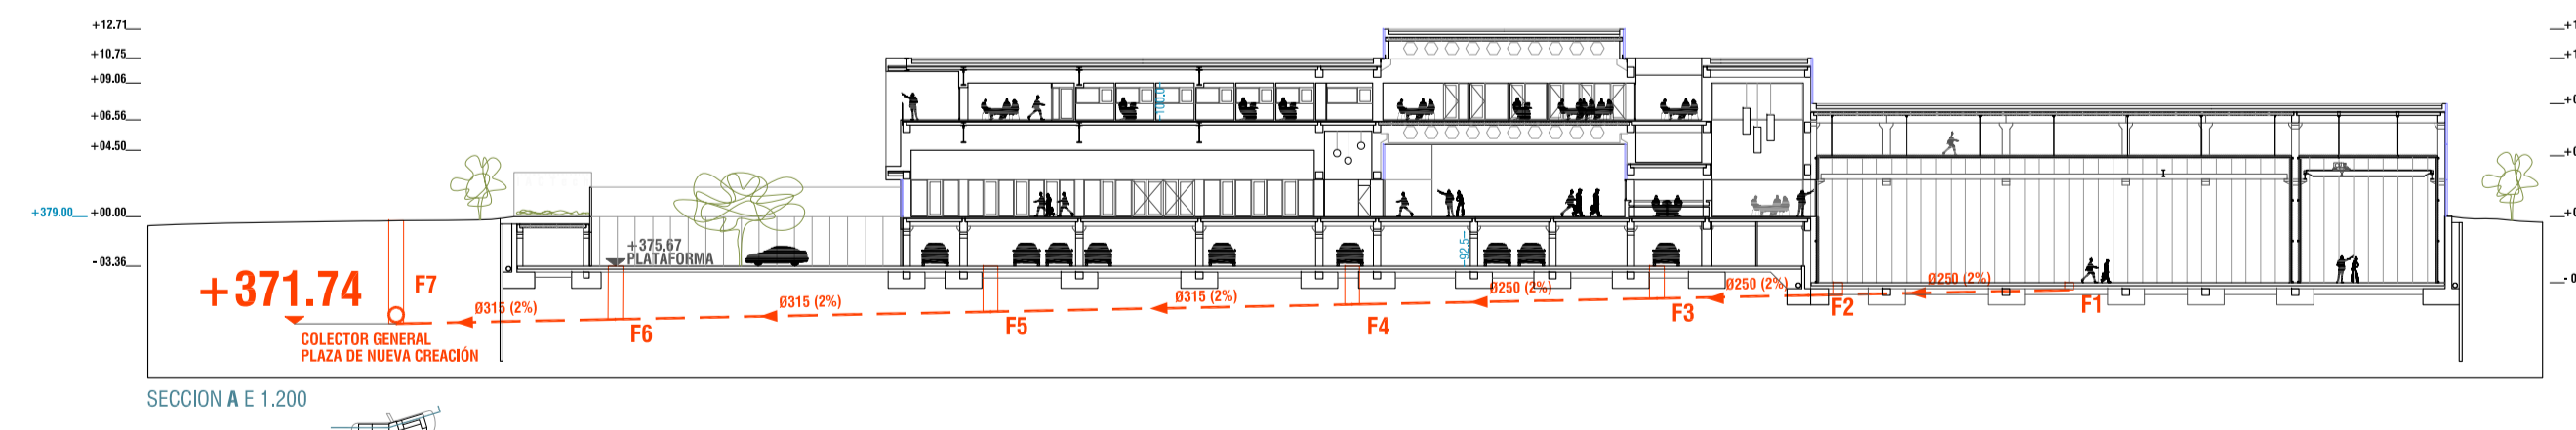 +12.71
+10.75
+09.06
+06.56
+04.50
+379.00 +00.00
-03.36
+371.74
F7
COLECTOR GENERAL
PLAZA DE NUEVA CREACIÓN
+375.67
PLATAFORMA
Ø315 (2%)
F6
Ø315 (2%)
F5
Ø315 (2%)
F4
Ø250 (2%)
F3
Ø250 (2%)
F2
Ø250 (2%)
F1
92.5
SECCION A E 1.200